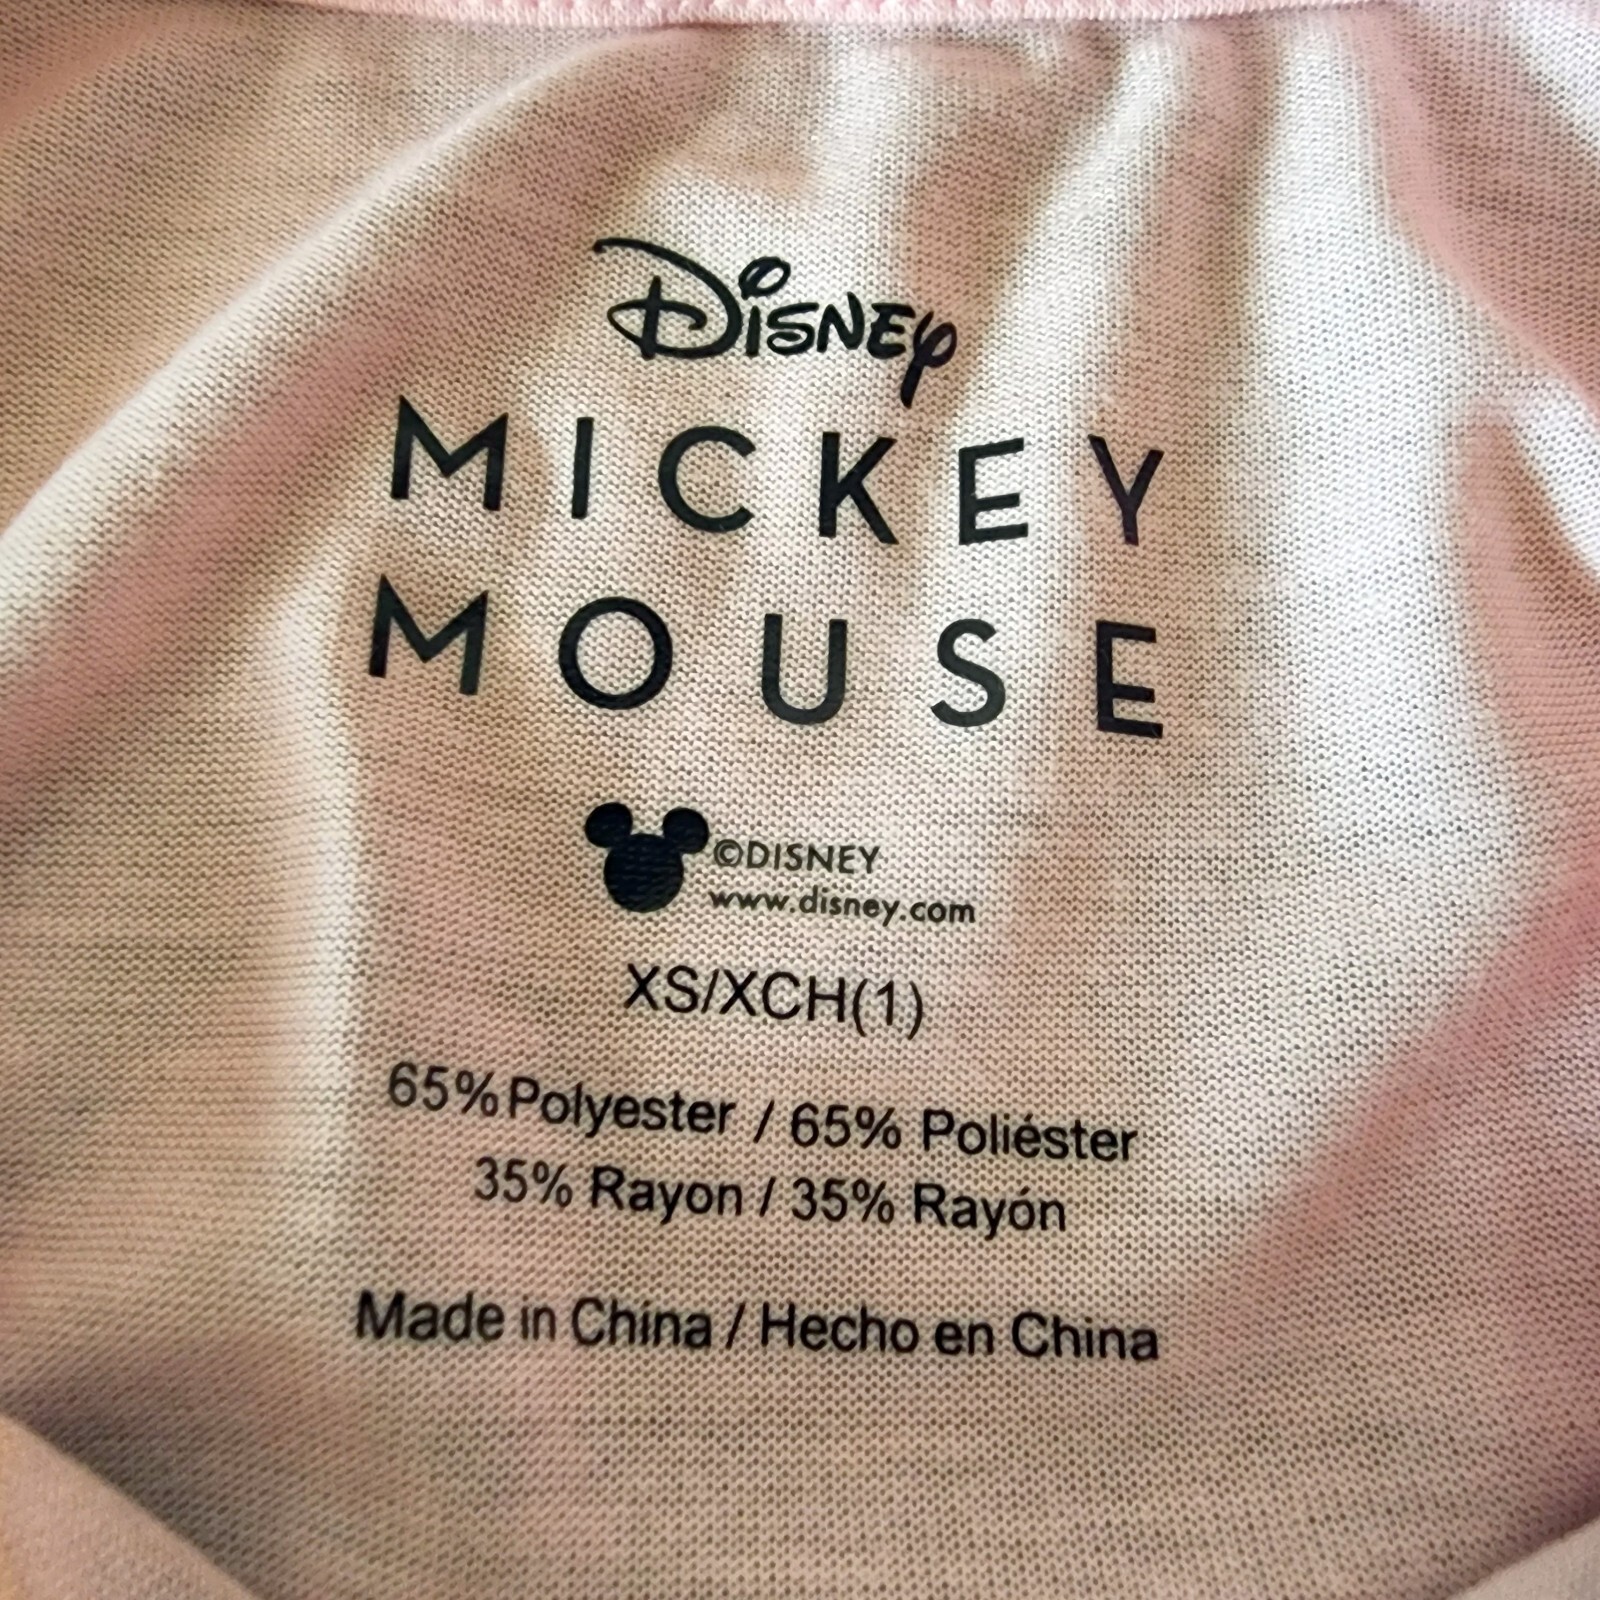 Disney
MICKEY
MOUSE
©DISNEY
www.disney.com
XS/XCH(1)
65% Polyester / 65% Poliéster
35% Rayon / 35% Rayón
Made in China / Hecho en China